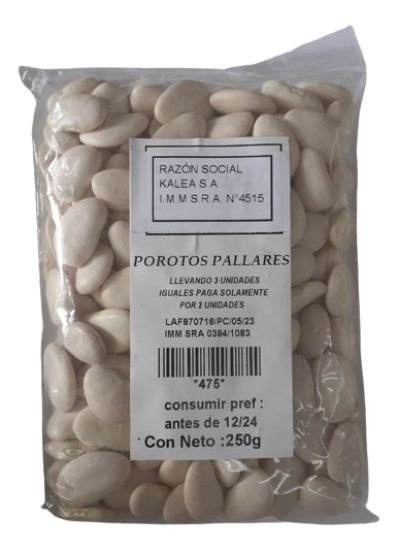 RAZÓN SOCIAL
KALEA S.A.
I.M.M.S.R.A. N°4515
POROTOS PALLARES
LLEVANDO 3 UNIDADES
IGUALES PAGA SOLAMENTE
POR 2 UNIDADES
LAF870716/PC/05/23
IMM SRA 0394/1083
*475*
consumir pref :
antes de 12/24
Con Neto :250g